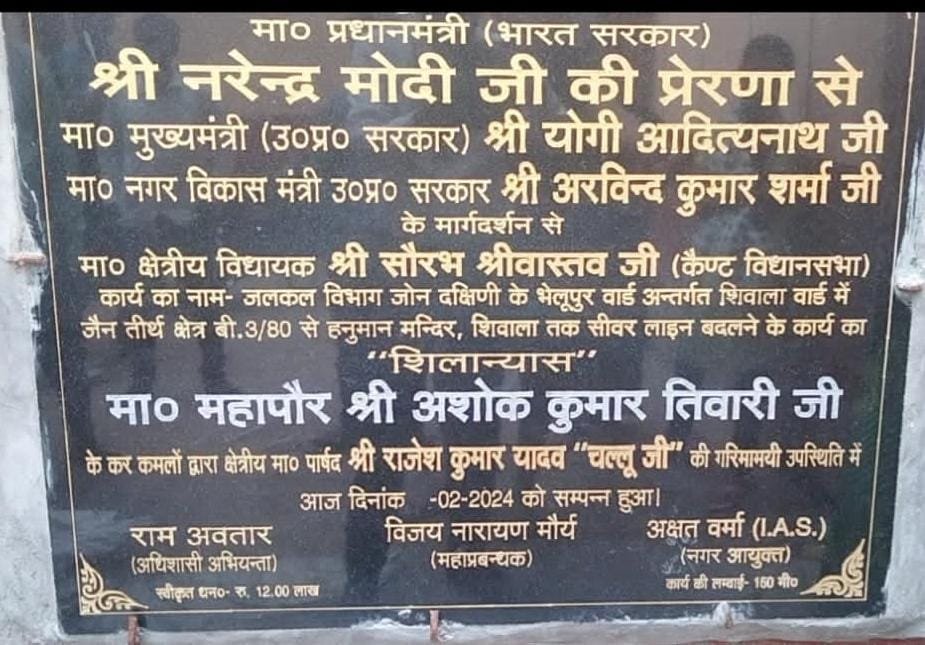 मा० प्रधानमंत्री (भारत सरकार)
श्री नरेन्द्र मोदी जी की प्रेरणा से
मा० मुख्यमंत्री (उ०प्र० सरकार) श्री योगी आदित्यनाथ जी
मा० नगर विकास मंत्री उ०प्र० सरकार श्री अरविन्द कुमार शर्मा जी
के मार्गदर्शन से
मा० क्षेत्रीय विधायक श्री सौरभ श्रीवास्तव जी (कैण्ट विधानसभा)
कार्य का नाम- जलकल विभाग जोन दक्षिणी के भेलूपुर वार्ड अन्तर्गत शिवाला वार्ड में
जैन तीर्थ क्षेत्र बी.3/80 से हनुमान मन्दिर, शिवाला तक सीवर लाइन बदलने के कार्य का
“शिलान्यास”
मा० महापौर श्री अशोक कुमार तिवारी जी
के कर कमलों द्वारा क्षेत्रीय मा० पार्षद श्री राजेश कुमार यादव “चल्लू जी” की गरिमामयी उपस्थिति में
आज दिनांक -02-2024 को सम्पन्न हुआ।
राम अवतार विजय नारायण मौर्य अक्षत वर्मा (I.A.S.)
(अधिशासी अभियन्ता) (महाप्रबन्धक) (नगर आयुक्त)
स्वीकृत धन०- रु. 12.00 लाख कार्य की लम्बाई- 160 मी०